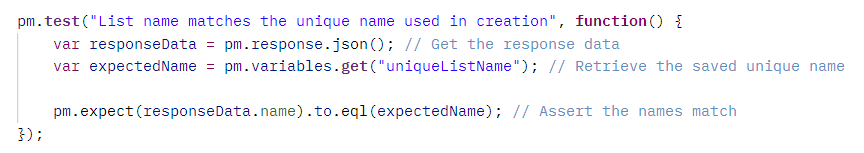 pm.test("List name matches the unique name used in creation", function() {
    var responseData = pm.response.json(); // Get the response data
    var expectedName = pm.variables.get("uniqueListName"); // Retrieve the saved unique name

    pm.expect(responseData.name).to.eql(expectedName); // Assert the names match
});